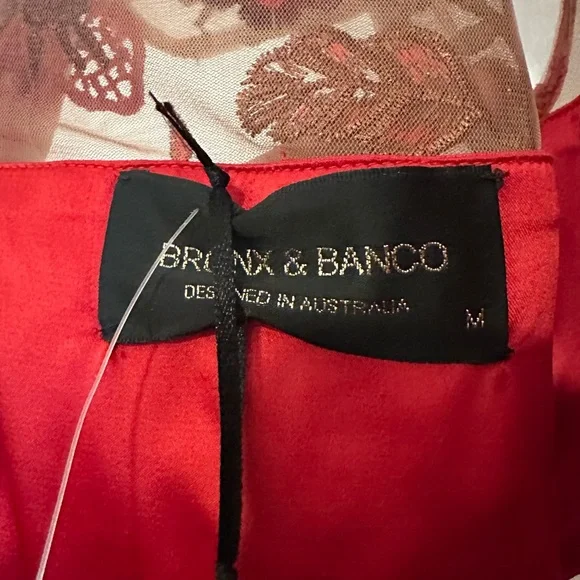 BRONX & BANCO
DESIGNED IN AUSTRALIA
M